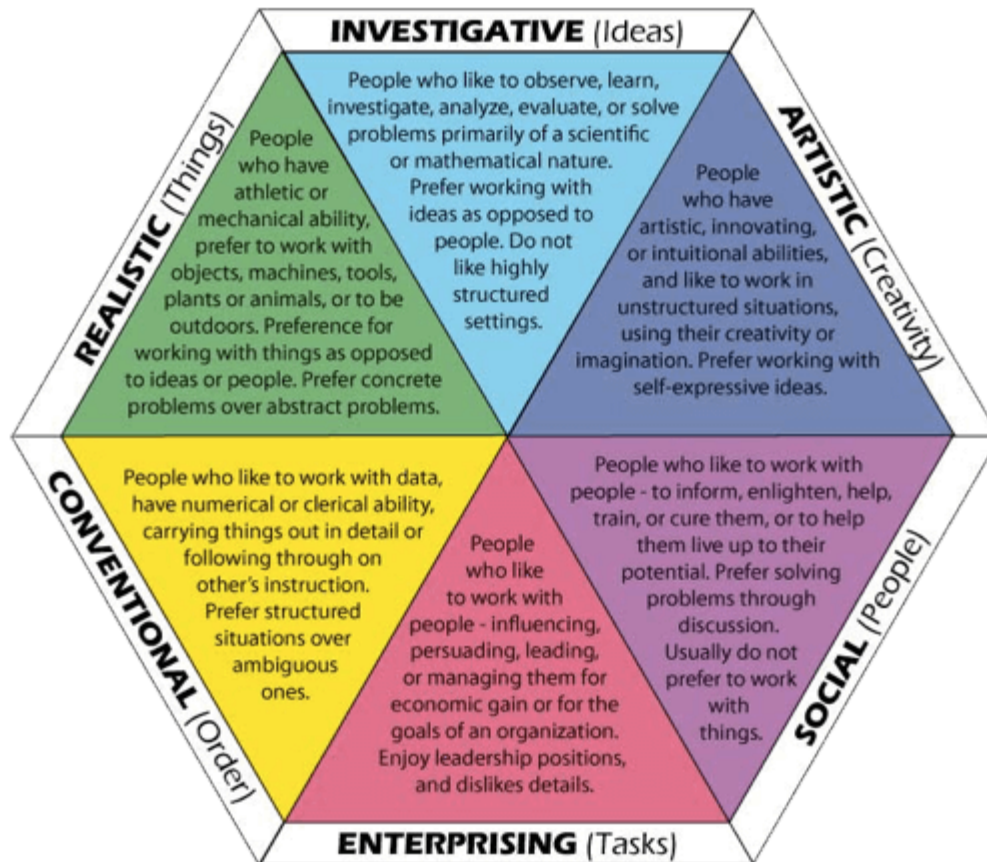 INVESTIGATIVE (Ideas)
People who like to observe, learn,
investigate, analyze, evaluate, or solve
problems primarily of a scientific
or mathematical nature.
Prefer working with
ideas as opposed to
people. Do not
like highly
structured
settings.
REALISTIC (Things)
People
who have
athletic or
mechanical ability,
prefer to work with
objects, machines, tools,
plants or animals, or to be
outdoors. Preference for
working with things as opposed
to ideas or people. Prefer concrete
problems over abstract problems.
ARTISTIC (Creativity)
People
who have
artistic, innovating,
or intuitional abilities,
and like to work in
unstructured situations,
using their creativity or
imagination. Prefer working with
self-expressive ideas.
CONVENTIONAL (Order)
People who like to work with data,
have numerical or clerical ability,
carrying things out in detail or
following through on
other's instruction.
Prefer structured
situations over
ambiguous
ones.
People
who like
to work with
people - influencing,
persuading, leading,
or managing them for
economic gain or for the
goals of an organization.
Enjoy leadership positions,
and dislikes details.
ENTERPRISING (Tasks)
People who like to work with
people - to inform, enlighten, help,
train, or cure them, or to help
them live up to their
potential. Prefer solving
problems through
discussion.
Usually do not
prefer to work
with
things.
SOCIAL (People)